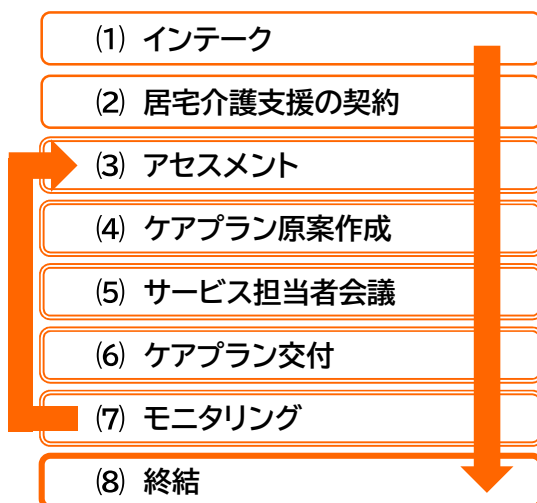 ⑴ インテーク
⑵ 居宅介護支援の契約
⑶ アセスメント
⑷ ケアプラン原案作成
⑸ サービス担当者会議
⑹ ケアプラン交付
⑺ モニタリング
⑻ 終結